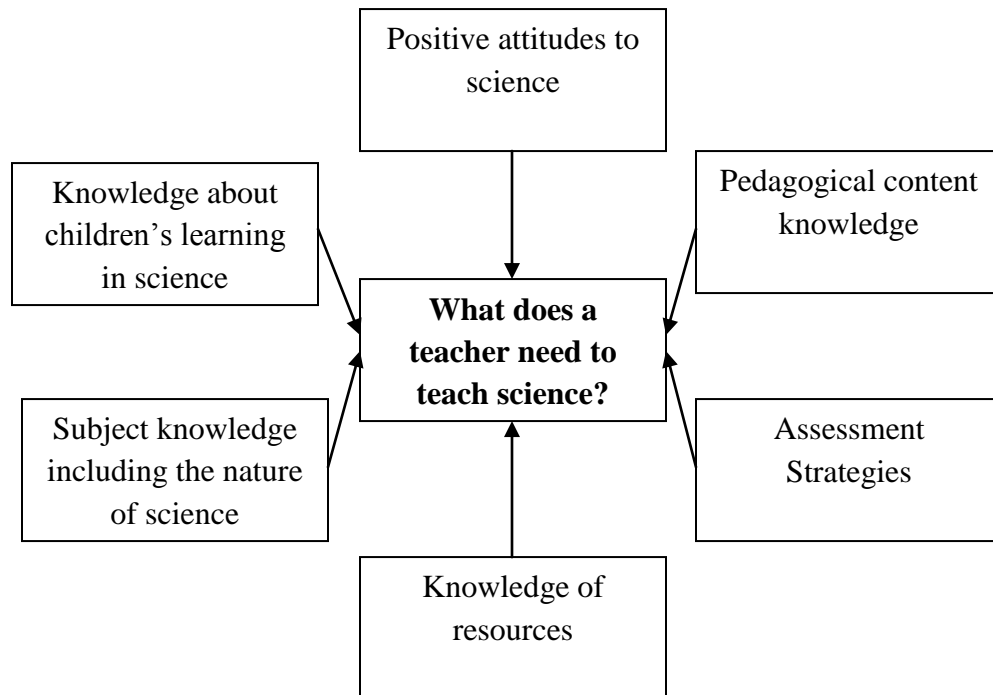 Positive attitudes to
science
Knowledge about
children’s learning
in science
Pedagogical content
knowledge
What does a
teacher need to
teach science?
Subject knowledge
including the nature
of science
Assessment
Strategies
Knowledge of
resources